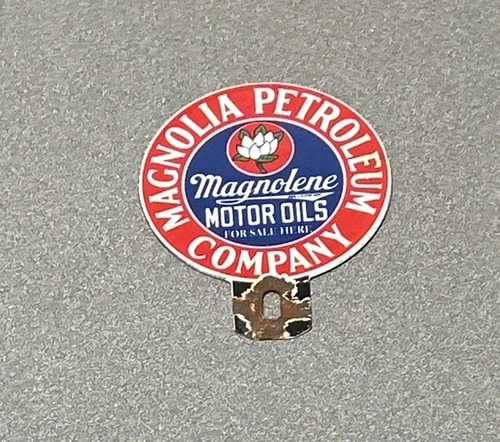 MAGNOLIA PETROLEUM
Magnolene
MOTOR OILS
FOR SALE HERE
COMPANY